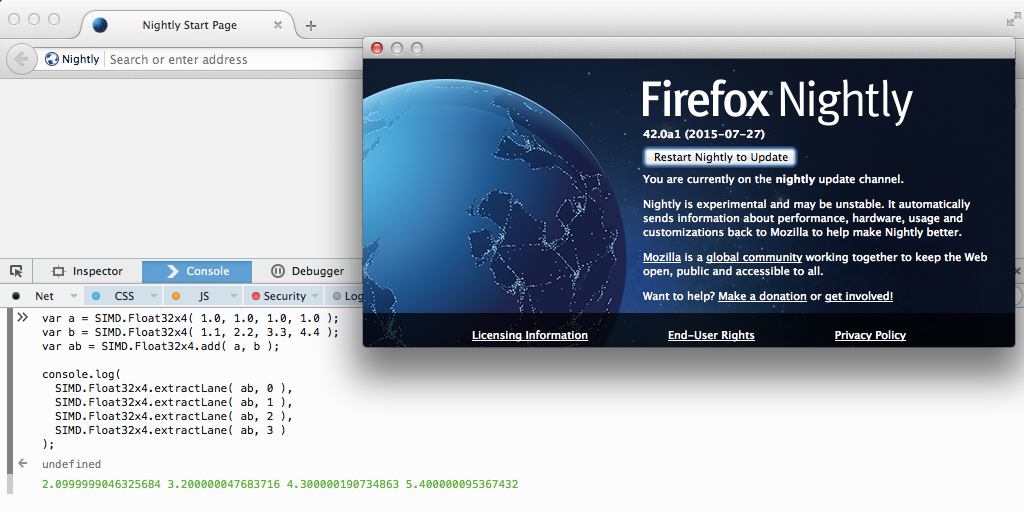 Nightly Start Page
Nightly
Search or enter address
Firefox Nightly
42.0a1 (2015-07-27)
Restart Nightly to Update
You are currently on the nightly update channel.
Nightly is experimental and may be unstable. It automatically
sends information about performance, hardware, usage and
customizations back to Mozilla to help make Nightly better.
Mozilla is a global community working together to keep the Web
open, public and accessible to all.
Want to help? Make a donation or get involved!
Licensing Information
End-User Rights
Privacy Policy
Inspector
Console
Debugger
Net
CSS
JS
Security
Log
var a = SIMD.Float32x4( 1.0, 1.0, 1.0, 1.0 );
var b = SIMD.Float32x4( 1.1, 2.2, 3.3, 4.4 );
var ab = SIMD.Float32x4.add( a, b );
console.log(
SIMD.Float32x4.extractLane( ab, 0 ),
SIMD.Float32x4.extractLane( ab, 1 ),
SIMD.Float32x4.extractLane( ab, 2 ),
SIMD.Float32x4.extractLane( ab, 3 )
);
undefined
2.0999999046325684 3.200000047683716 4.300000190734863 5.400000095367432